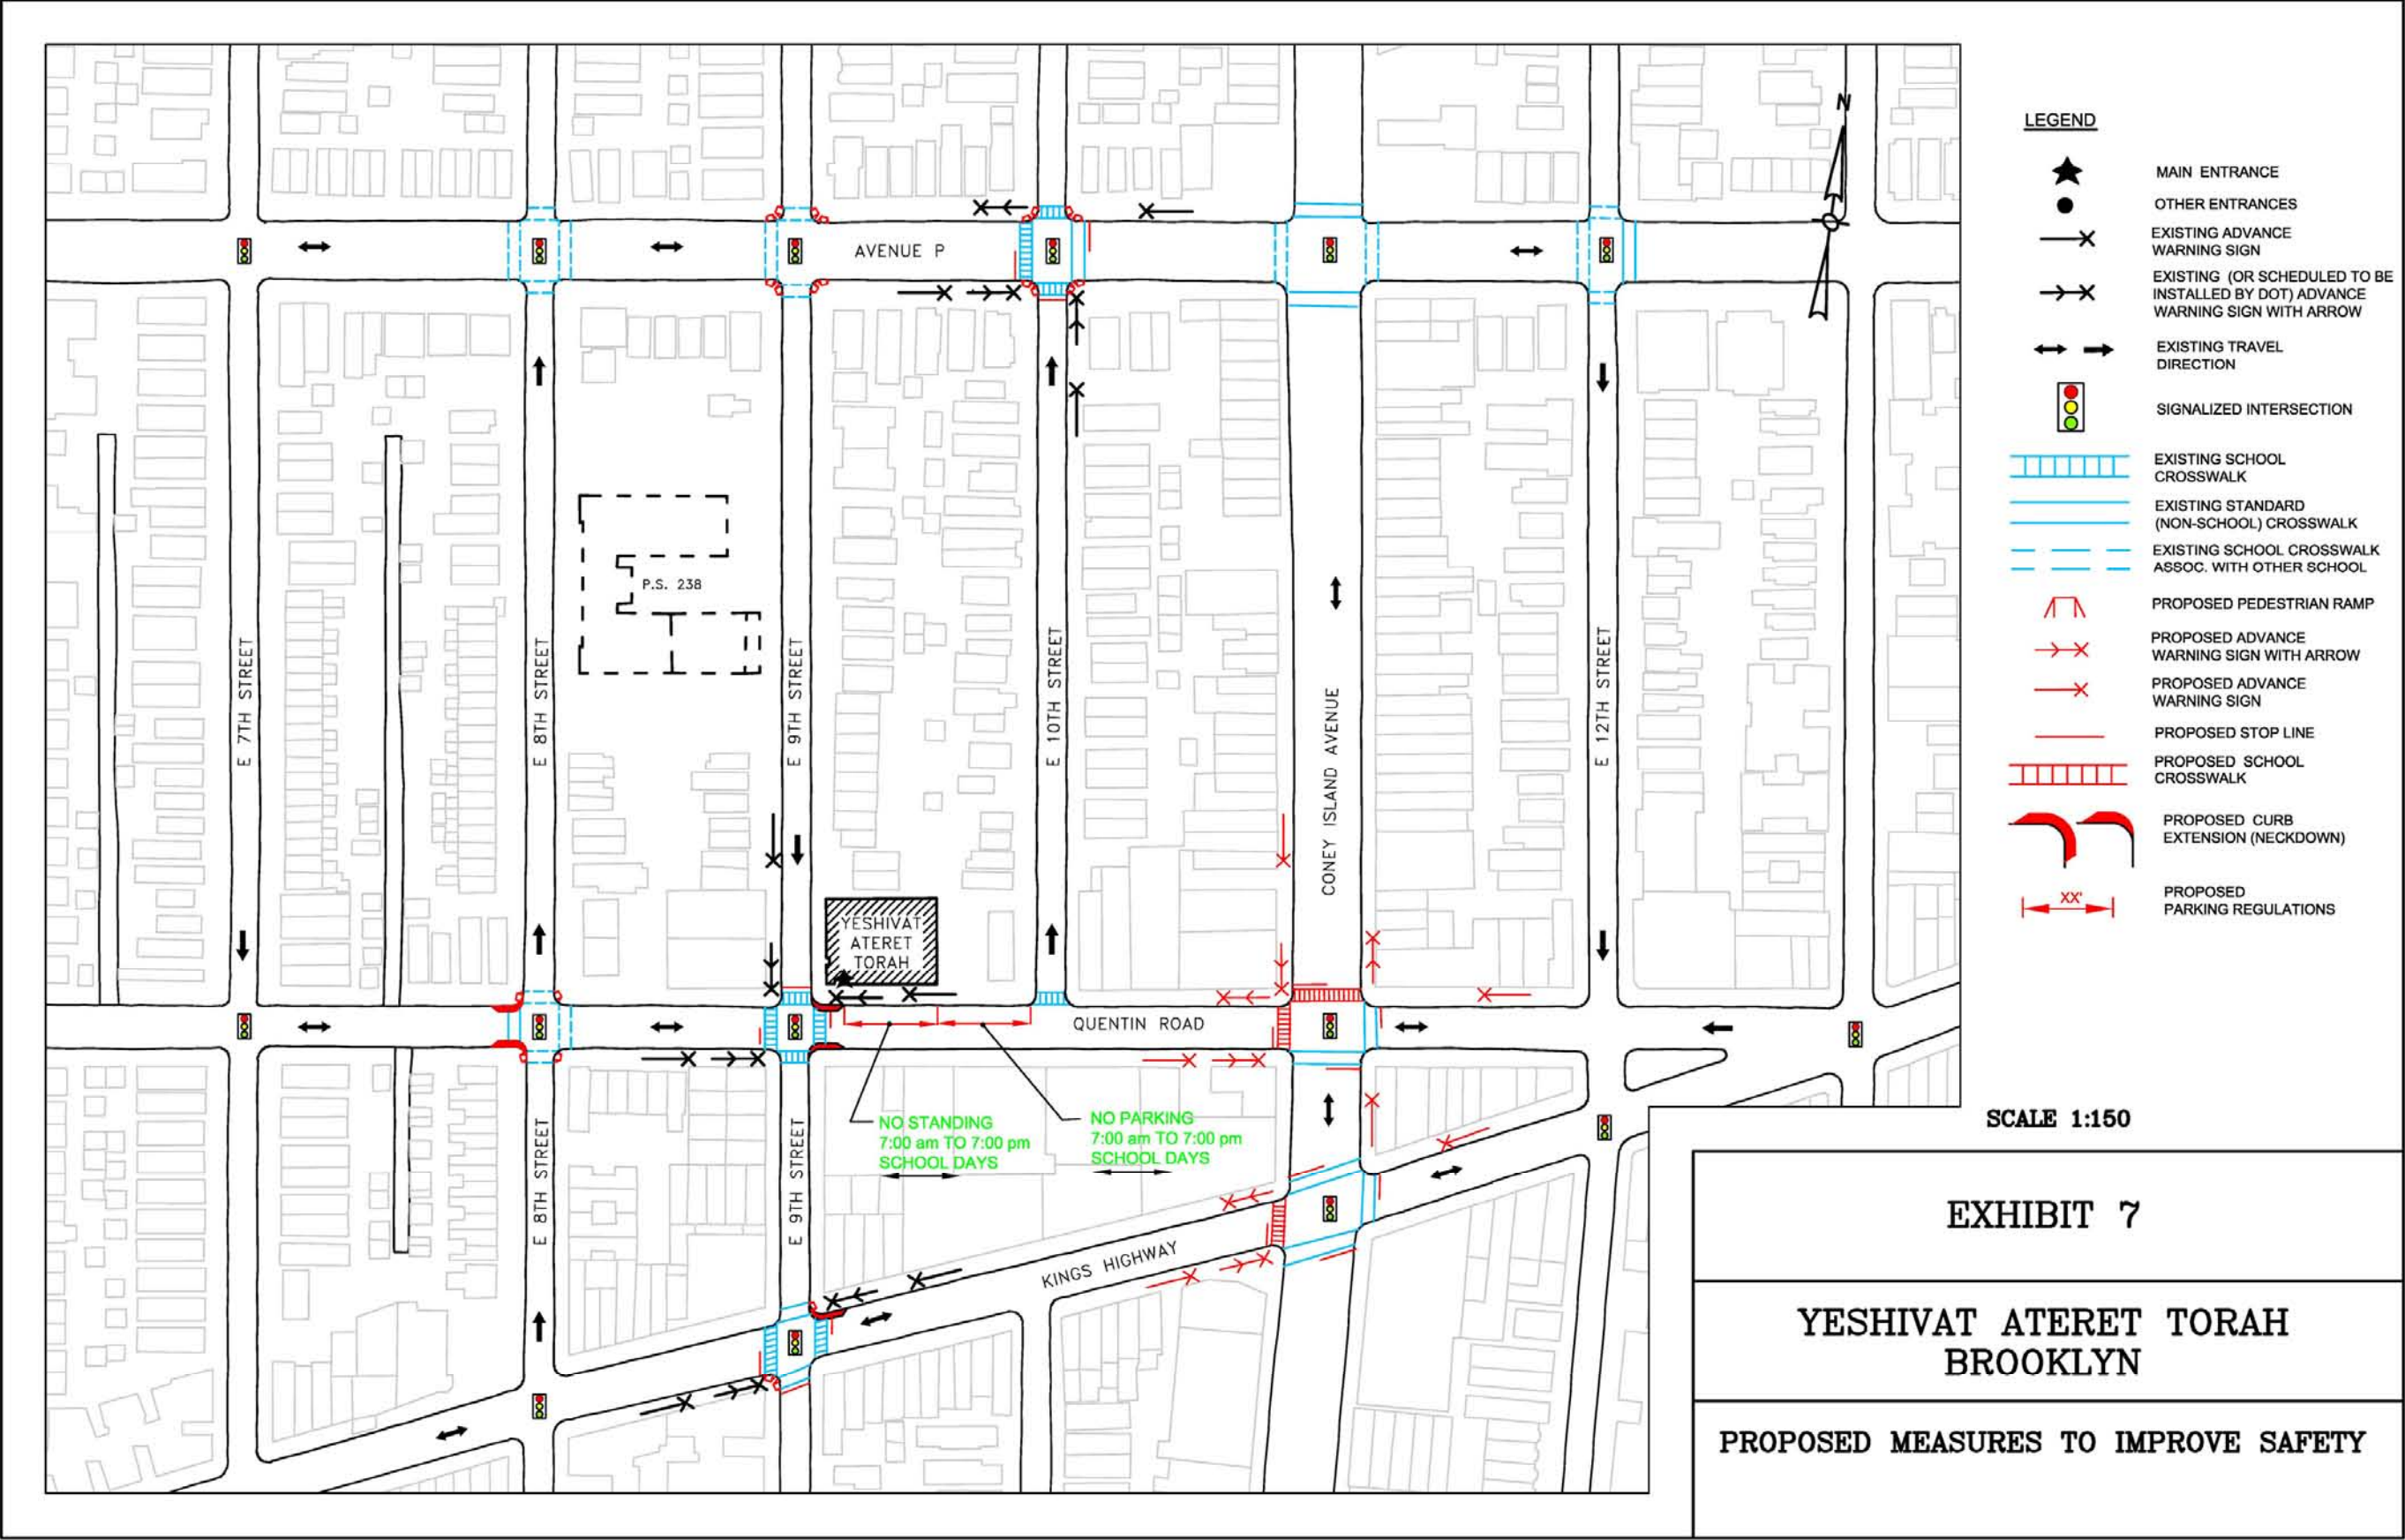 N
AVENUE P
P.S. 238
E 7TH STREET
E 8TH STREET
E 9TH STREET
E 10TH STREET
CONEY ISLAND AVENUE
E 12TH STREET
YESHIVAT
ATERET
TORAH
QUENTIN ROAD
NO STANDING
7:00 am TO 7:00 pm
SCHOOL DAYS
NO PARKING
7:00 am TO 7:00 pm
SCHOOL DAYS
E 8TH STREET
E 9TH STREET
KINGS HIGHWAY
LEGEND
MAIN ENTRANCE
OTHER ENTRANCES
EXISTING ADVANCE
WARNING SIGN
EXISTING (OR SCHEDULED TO BE
INSTALLED BY DOT) ADVANCE
WARNING SIGN WITH ARROW
EXISTING TRAVEL
DIRECTION
SIGNALIZED INTERSECTION
EXISTING SCHOOL
CROSSWALK
EXISTING STANDARD
(NON-SCHOOL) CROSSWALK
EXISTING SCHOOL CROSSWALK
ASSOC. WITH OTHER SCHOOL
PROPOSED PEDESTRIAN RAMP
PROPOSED ADVANCE
WARNING SIGN WITH ARROW
PROPOSED ADVANCE
WARNING SIGN
PROPOSED STOP LINE
PROPOSED SCHOOL
CROSSWALK
PROPOSED CURB
EXTENSION (NECKDOWN)
XX'
PROPOSED
PARKING REGULATIONS
SCALE 1:150
EXHIBIT 7
YESHIVAT ATERET TORAH
BROOKLYN
PROPOSED MEASURES TO IMPROVE SAFETY